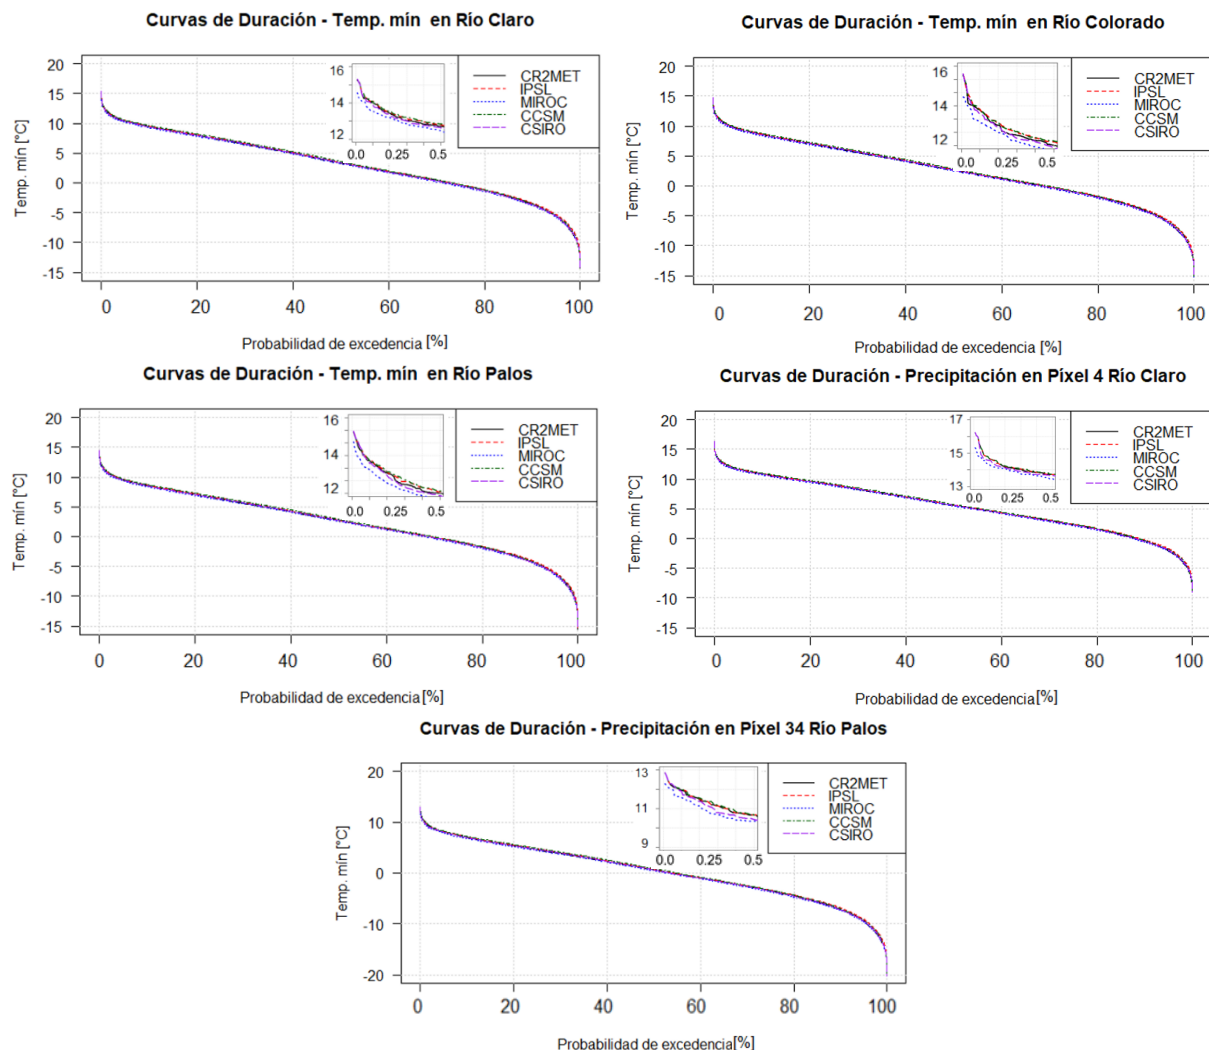 Curvas de Duración - Temp. mín en Río Claro
Temp. mín [°C]
20
15
10
5
0
-5
-10
-15
16
14
12
0.0
0.25
0.5
CR2MET
IPSL
MIROC
CCSM
CSIRO
0 20 40 60 80 100
Probabilidad de excedencia [%]
Curvas de Duración - Temp. mín en Río Colorado
Temp. mín [°C]
20
15
10
5
0
-5
-10
-15
16
14
12
0.0
0.25
0.5
CR2MET
IPSL
MIROC
CCSM
CSIRO
0 20 40 60 80 100
Probabilidad de excedencia [%]
Curvas de Duración - Temp. mín en Río Palos
Temp. mín [°C]
20
15
10
5
0
-5
-10
-15
16
14
12
0.0
0.25
0.5
CR2MET
IPSL
MIROC
CCSM
CSIRO
0 20 40 60 80 100
Probabilidad de excedencia [%]
Curvas de Duración - Precipitación en Píxel 4 Río Claro
Temp. mín [°C]
20
15
10
5
0
-5
-10
-15
17
15
13
0.0
0.25
0.5
CR2MET
IPSL
MIROC
CCSM
CSIRO
0 20 40 60 80 100
Probabilidad de excedencia[%]
Curvas de Duración - Precipitación en Píxel 34 Río Palos
Temp. mín [°C]
20
10
0
-10
-20
13
11
9
0.0
0.25
0.5
CR2MET
IPSL
MIROC
CCSM
CSIRO
0 20 40 60 80 100
Probabilidad de excedencia[%]